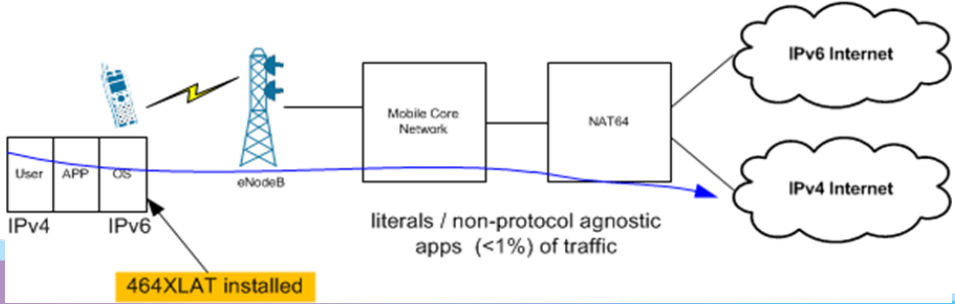 IPv6 Internet
Mobile Core
Network
NAT64
User
APP
OS
eNodeB
IPv4 Internet
IPv4
IPv6
literals / non-protocol agnostic
apps (<1%) of traffic
464XLAT installed